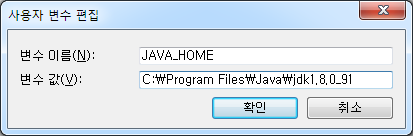 사용자 변수 편집
변수 이름(N):
JAVA_HOME
변수 값(V):
C:₩Program Files₩Java₩jdk1.8.0_91
확인
취소